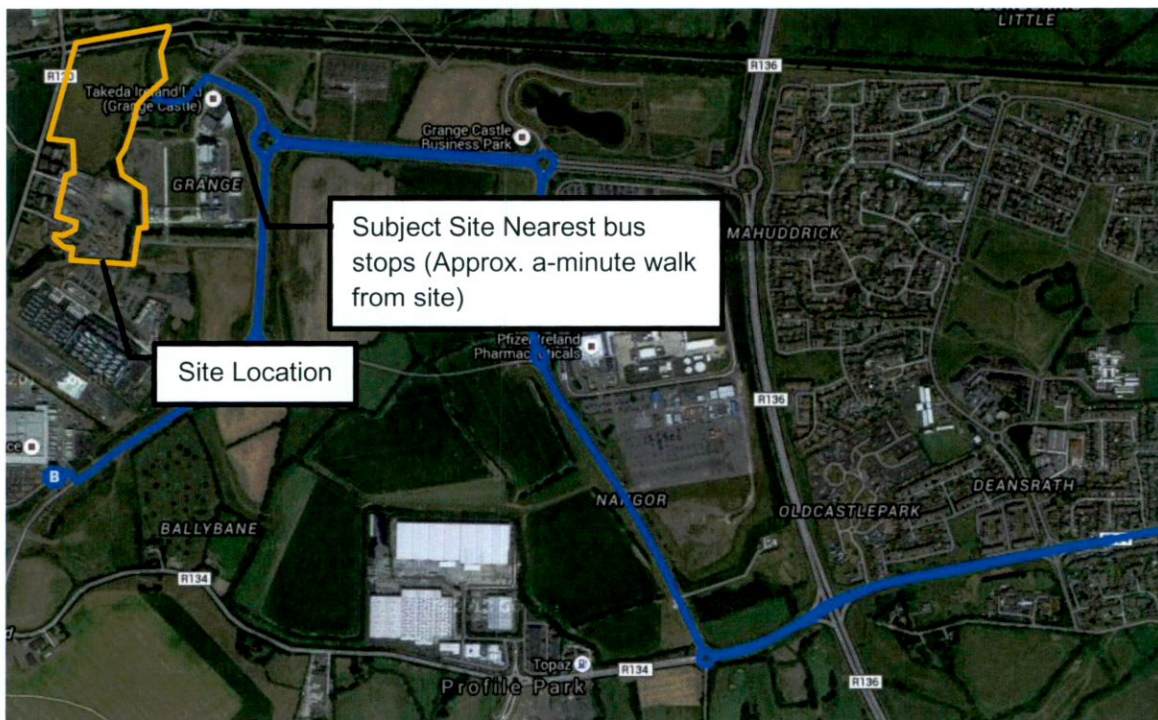 LITTLE
R136
R120
Takeda Ireland Ltd
(Grange Castle)
Grange Castle
Business Park
GRANGE
Subject Site Nearest bus
stops (Approx. a-minute walk
from site)
MAHUDDRICK
Pfizer Ireland
Pharmaceuticals
Site Location
R136
ce
B
NANGOR
DEANSRATH
OLDCASTLEPARK
BALLYBANE
R134
d
Topaz
R134
R136
Profile Park